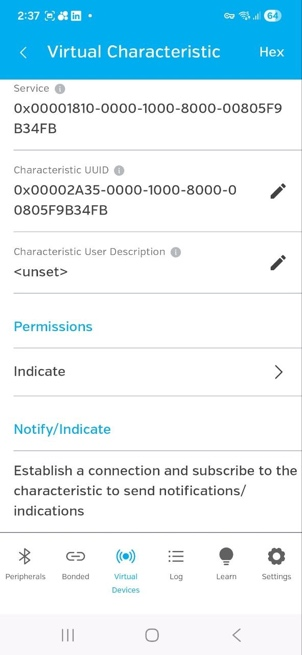 2:37
64
Virtual Characteristic
Hex
Service
0x00001810-0000-1000-8000-00805F9
B34FB
Characteristic UUID
0x00002A35-0000-1000-8000-0
0805F9B34FB
Characteristic User Description
<unset>
Permissions
Indicate
Notify/Indicate
Establish a connection and subscribe to the
characteristic to send notifications/
indications
Peripherals
Bonded
Virtual
Devices
Log
Learn
Settings